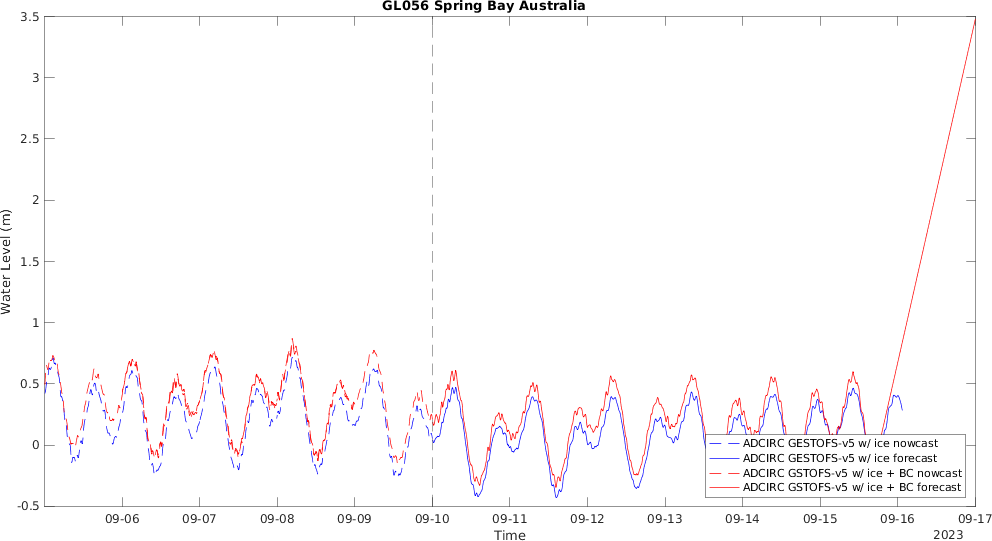 GL056 Spring Bay Australia
3.5
3
2.5
2
1.5
1
0.5
0
-0.5
Water Level (m)
ADCIRC GESTOFS-v5 w/ ice nowcast
ADCIRC GESTOFS-v5 w/ ice forecast
ADCIRC GSTOFS-v5 w/ ice + BC nowcast
ADCIRC GSTOFS-v5 w/ ice + BC forecast
09-06 09-07 09-08 09-09 09-10 09-11 09-12 09-13 09-14 09-15 09-16 09-17
Time
2023